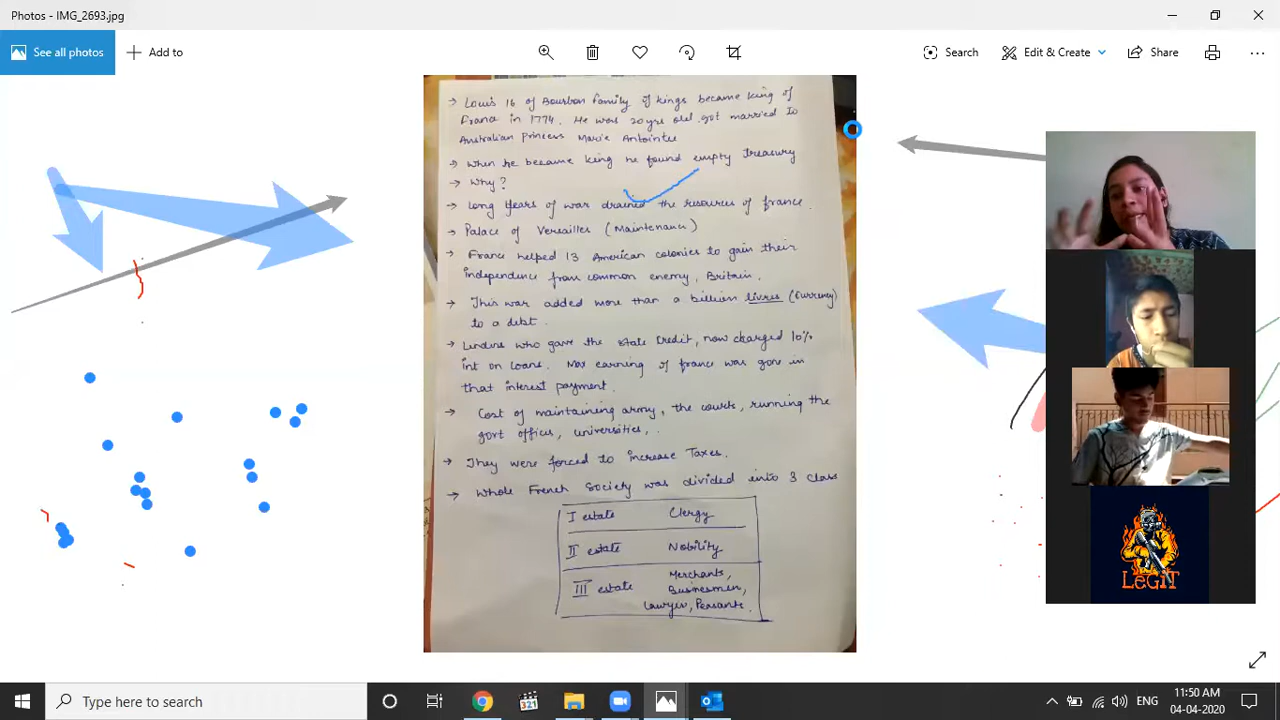 Photos - IMG_2693.jpg
See all photos
Add to
Search
Edit & Create
Share
→ Louis 16 of Bourbon family of kings became king of
France in 1774. He was 20 yrs old got married to
Australian Princess Marie Antointee
→ When he became king he found empty treasury
→ Why?
→ Long years of war drained the resources of france.
→ Palace of Versailles (Maintenance)
→ France helped 13 American colonies to gain their
independence from common enemy, Britain.
→ This war added more than a billion livres (currency)
to a debt.
→ Lenders who gave the state credit, now charged 10%
int on loans. Max earning of france was gone in
that interest payment.
→ Cost of maintaining army, the courts, running the
govt offices, universities,.
→ They were forced to increase Taxes.
→ Whole French Society was divided into 3 class
I estate Clergy
II estate Nobility
III estate Merchants,
Businessmen,
Lawyer, Peasants.
LeGiT
Type here to search
321
ENG
11:50 AM
04-04-2020